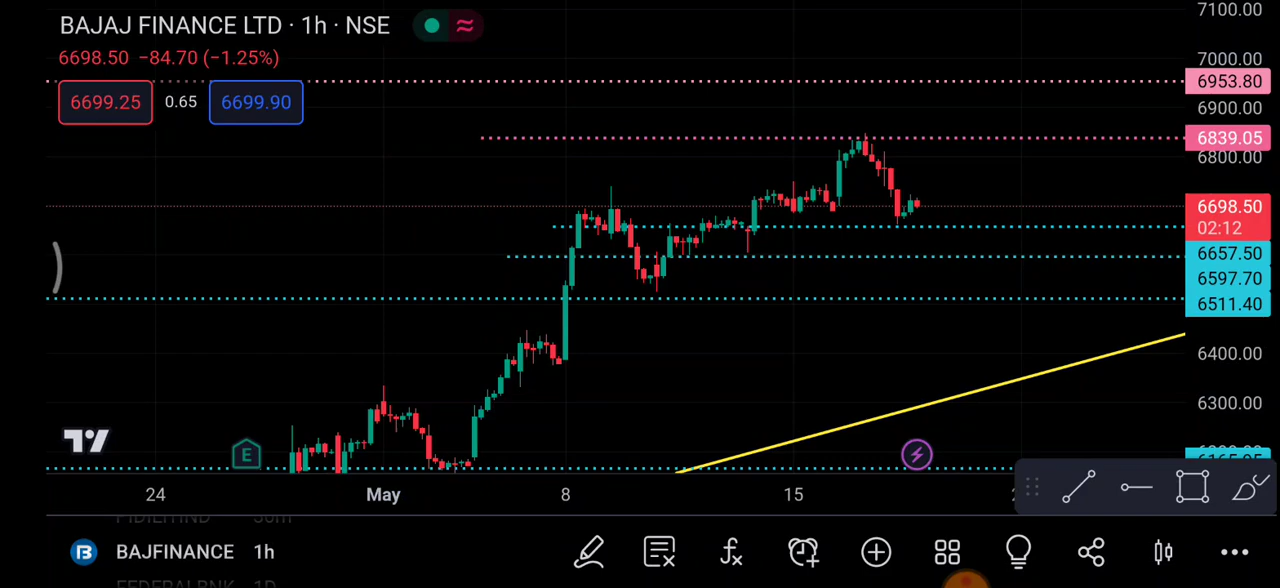 BAJAJ FINANCE LTD · 1h · NSE
6698.50 −84.70 (−1.25%)
6699.25 0.65 6699.90
7100.00
7000.00
6953.80
6900.00
6839.05
6800.00
6698.50
02:12
6657.50
6597.70
6511.40
6400.00
6300.00
E
24 May 8 15
BAJFINANCE 1h
FEDERALBNK 1D